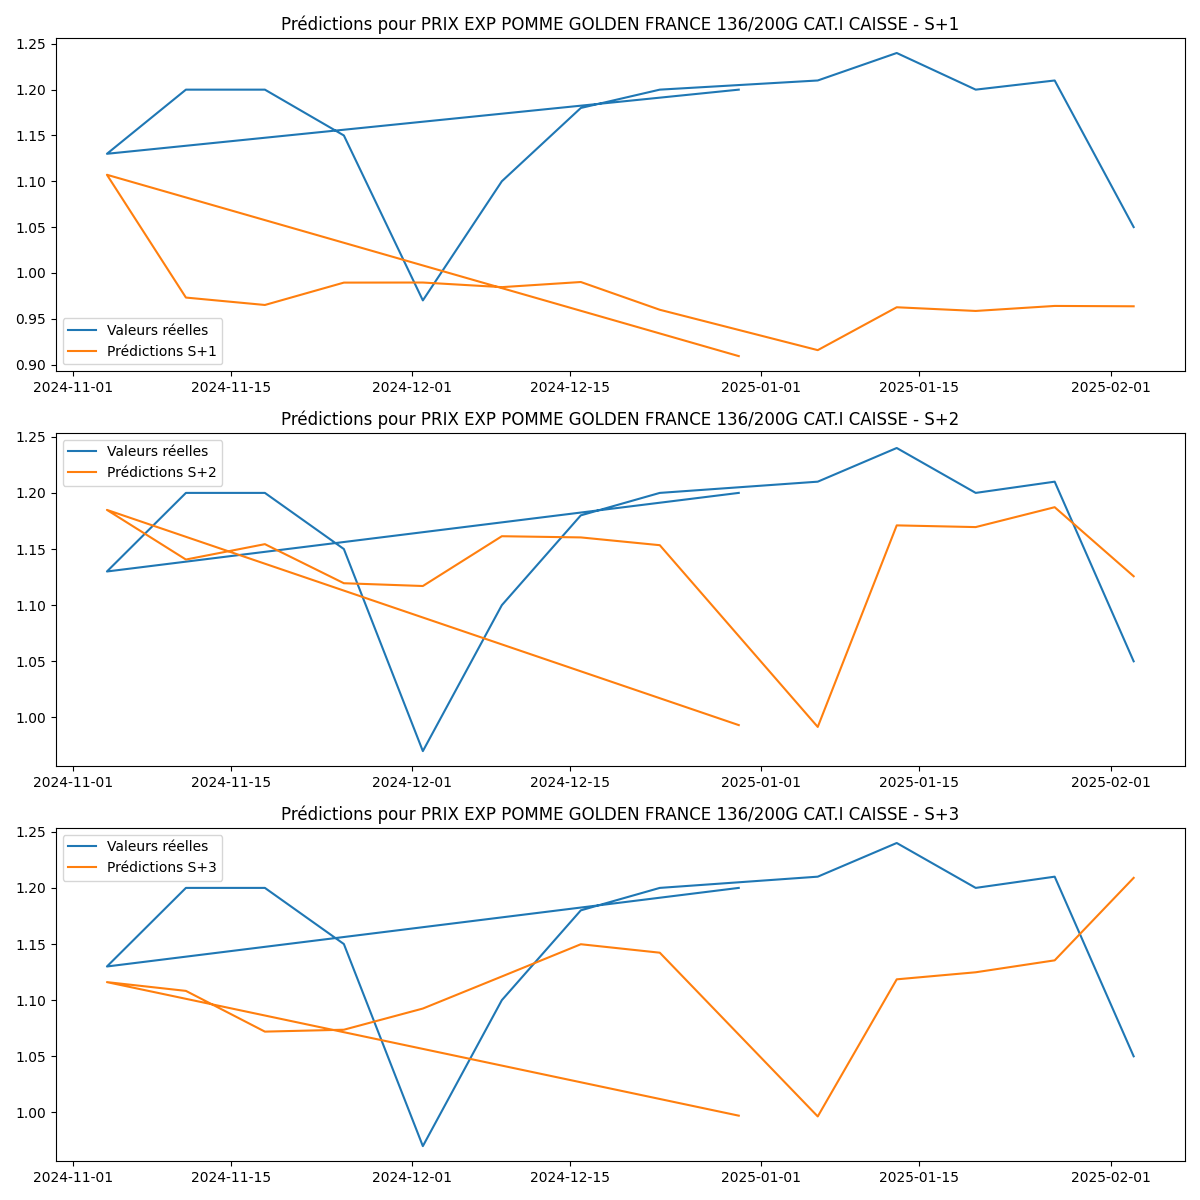 Prédictions pour PRIX EXP POMME GOLDEN FRANCE 136/200G CAT.I CAISSE - S+1
1.25
1.20
1.15
1.10
1.05
1.00
0.95
0.90
Valeurs réelles
Prédictions S+1
2024-11-01 2024-11-15 2024-12-01 2024-12-15 2025-01-01 2025-01-15 2025-02-01
Prédictions pour PRIX EXP POMME GOLDEN FRANCE 136/200G CAT.I CAISSE - S+2
1.25
1.20
1.15
1.10
1.05
1.00
Valeurs réelles
Prédictions S+2
2024-11-01 2024-11-15 2024-12-01 2024-12-15 2025-01-01 2025-01-15 2025-02-01
Prédictions pour PRIX EXP POMME GOLDEN FRANCE 136/200G CAT.I CAISSE - S+3
1.25
1.20
1.15
1.10
1.05
1.00
Valeurs réelles
Prédictions S+3
2024-11-01 2024-11-15 2024-12-01 2024-12-15 2025-01-01 2025-01-15 2025-02-01